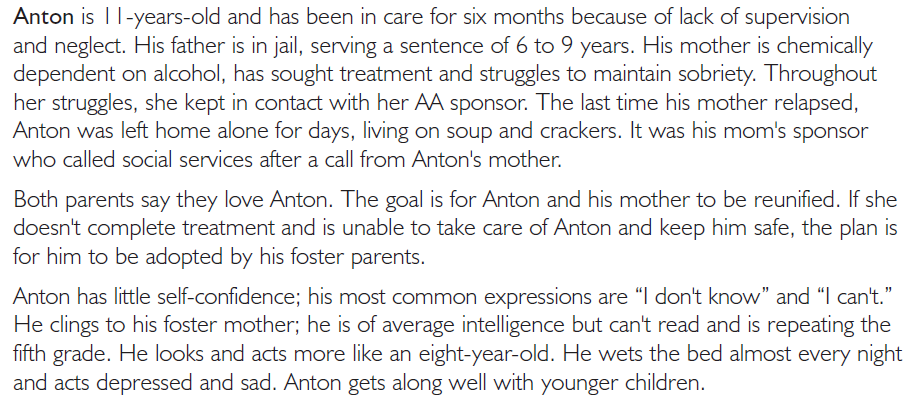 Anton is 11-years-old and has been in care for six months because of lack of supervision
and neglect. His father is in jail, serving a sentence of 6 to 9 years. His mother is chemically
dependent on alcohol, has sought treatment and struggles to maintain sobriety. Throughout
her struggles, she kept in contact with her AA sponsor. The last time his mother relapsed,
Anton was left home alone for days, living on soup and crackers. It was his mom's sponsor
who called social services after a call from Anton's mother.
Both parents say they love Anton. The goal is for Anton and his mother to be reunified. If she
doesn't complete treatment and is unable to take care of Anton and keep him safe, the plan is
for him to be adopted by his foster parents.
Anton has little self-confidence; his most common expressions are “I don't know” and “I can't.”
He clings to his foster mother; he is of average intelligence but can't read and is repeating the
fifth grade. He looks and acts more like an eight-year-old. He wets the bed almost every night
and acts depressed and sad. Anton gets along well with younger children.